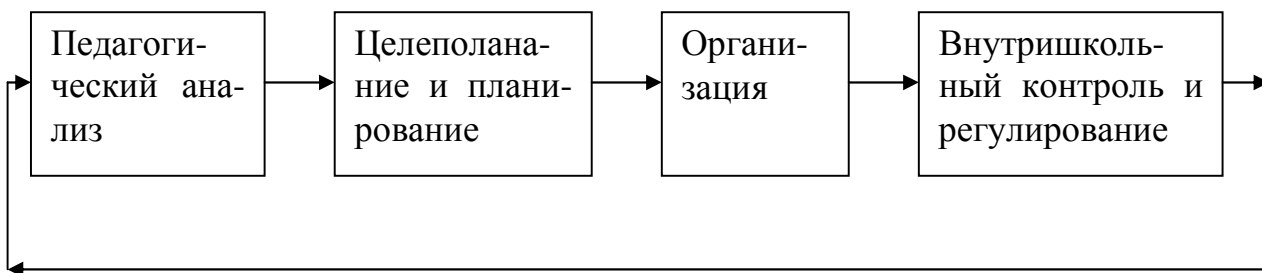 Педагоги-
ческий ана-
лиз
Целеполана-
ние и плани-
рование
Органи-
зация
Внутришколь-
ный контроль и
регулирование